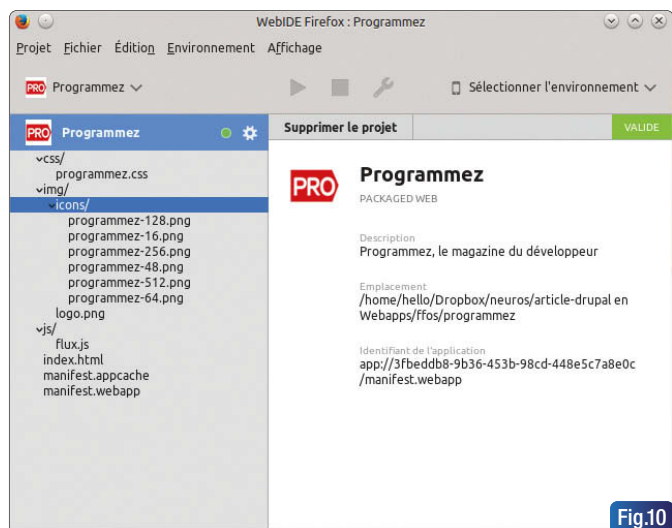 WebIDE Firefox : Programmez
Projet Fichier Édition Environnement Affichage
PRO Programmez Sélectionner l'environnement
PRO Programmez
Supprimer le projet VALIDE
css/
programmez.css
img/
icons/
programmez-128.png
programmez-16.png
programmez-256.png
programmez-48.png
programmez-512.png
programmez-64.png
logo.png
js/
flux.js
index.html
manifest.appcache
manifest.webapp
PRO
Programmez
PACKAGED WEB
Description
Programmez, le magazine du développeur
Emplacement
/home/hello/Dropbox/neuros/article-drupal en
Webapps/ffos/programmez
Identifiant de l'application
app://3fbeddb8-9b36-453b-98cd-448e5c7a8e0c
/manifest.webapp
Fig.10